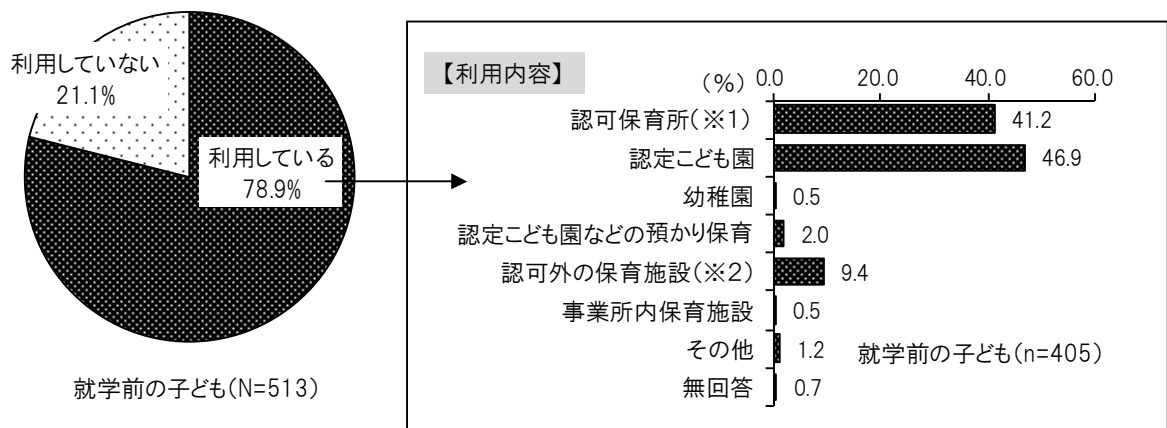 利用していない
21.1%
利用している
78.9%
就学前の子ども(N=513)
【利用内容】
(%) 0.0 20.0 40.0 60.0
認可保育所(※1) 41.2
認定こども園 46.9
幼稚園 0.5
認定こども園などの預かり保育 2.0
認可外の保育施設(※2) 9.4
事業所内保育施設 0.5
その他 1.2 就学前の子ども(n=405)
無回答 0.7